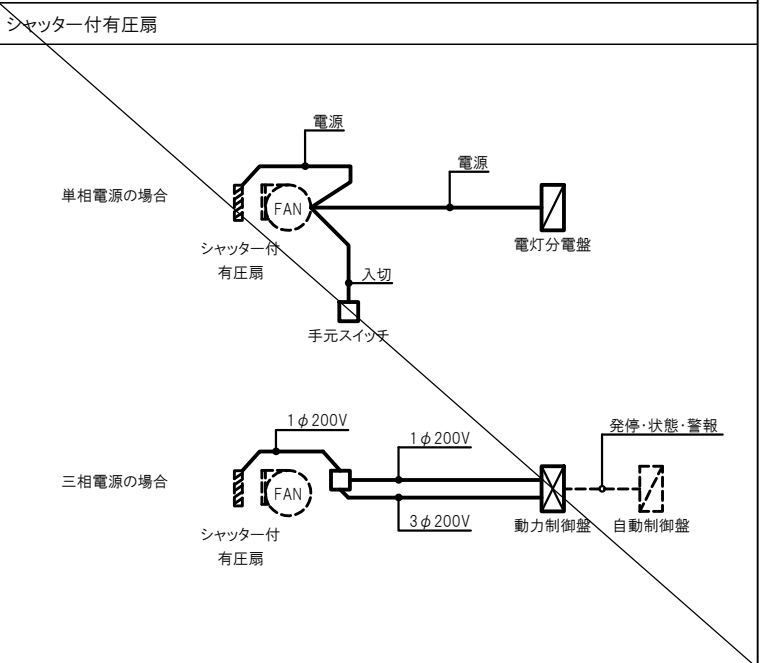 シャッター付有圧扇
電源
電源
単相電源の場合
FAN
シャッター付
有圧扇
電灯分電盤
入切
手元スイッチ
1φ200V
1φ200V
発停・状態・警報
三相電源の場合
FAN
3φ200V
シャッター付
有圧扇
動力制御盤
自動制御盤